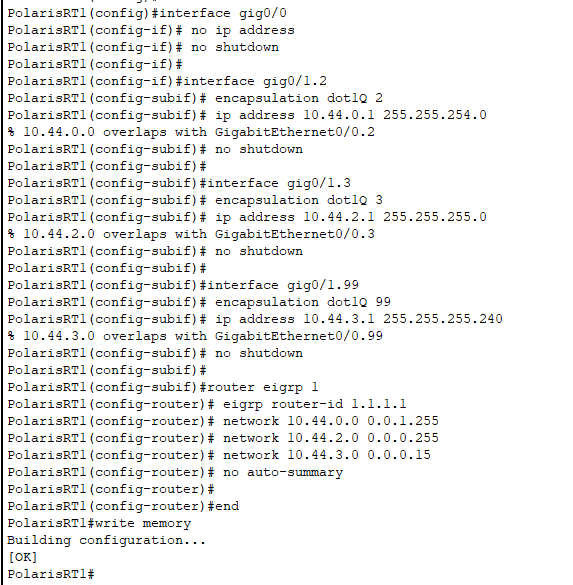 PolarisRT1(config)#interface gig0/0
PolarisRT1(config-if)# no ip address
PolarisRT1(config-if)# no shutdown
PolarisRT1(config-if)#
PolarisRT1(config-if)#interface gig0/1.2
PolarisRT1(config-subif)# encapsulation dot1Q 2
PolarisRT1(config-subif)# ip address 10.44.0.1 255.255.254.0
% 10.44.0.0 overlaps with GigabitEthernet0/0.2
PolarisRT1(config-subif)# no shutdown
PolarisRT1(config-subif)#
PolarisRT1(config-subif)#interface gig0/1.3
PolarisRT1(config-subif)# encapsulation dot1Q 3
PolarisRT1(config-subif)# ip address 10.44.2.1 255.255.255.0
% 10.44.2.0 overlaps with GigabitEthernet0/0.3
PolarisRT1(config-subif)# no shutdown
PolarisRT1(config-subif)#
PolarisRT1(config-subif)#interface gig0/1.99
PolarisRT1(config-subif)# encapsulation dot1Q 99
PolarisRT1(config-subif)# ip address 10.44.3.1 255.255.255.240
% 10.44.3.0 overlaps with GigabitEthernet0/0.99
PolarisRT1(config-subif)# no shutdown
PolarisRT1(config-subif)#
PolarisRT1(config-subif)#router eigrp 1
PolarisRT1(config-router)# eigrp router-id 1.1.1.1
PolarisRT1(config-router)# network 10.44.0.0 0.0.1.255
PolarisRT1(config-router)# network 10.44.2.0 0.0.0.255
PolarisRT1(config-router)# network 10.44.3.0 0.0.0.15
PolarisRT1(config-router)# no auto-summary
PolarisRT1(config-router)#
PolarisRT1(config-router)#end
PolarisRT1#write memory
Building configuration...
[OK]
PolarisRT1#